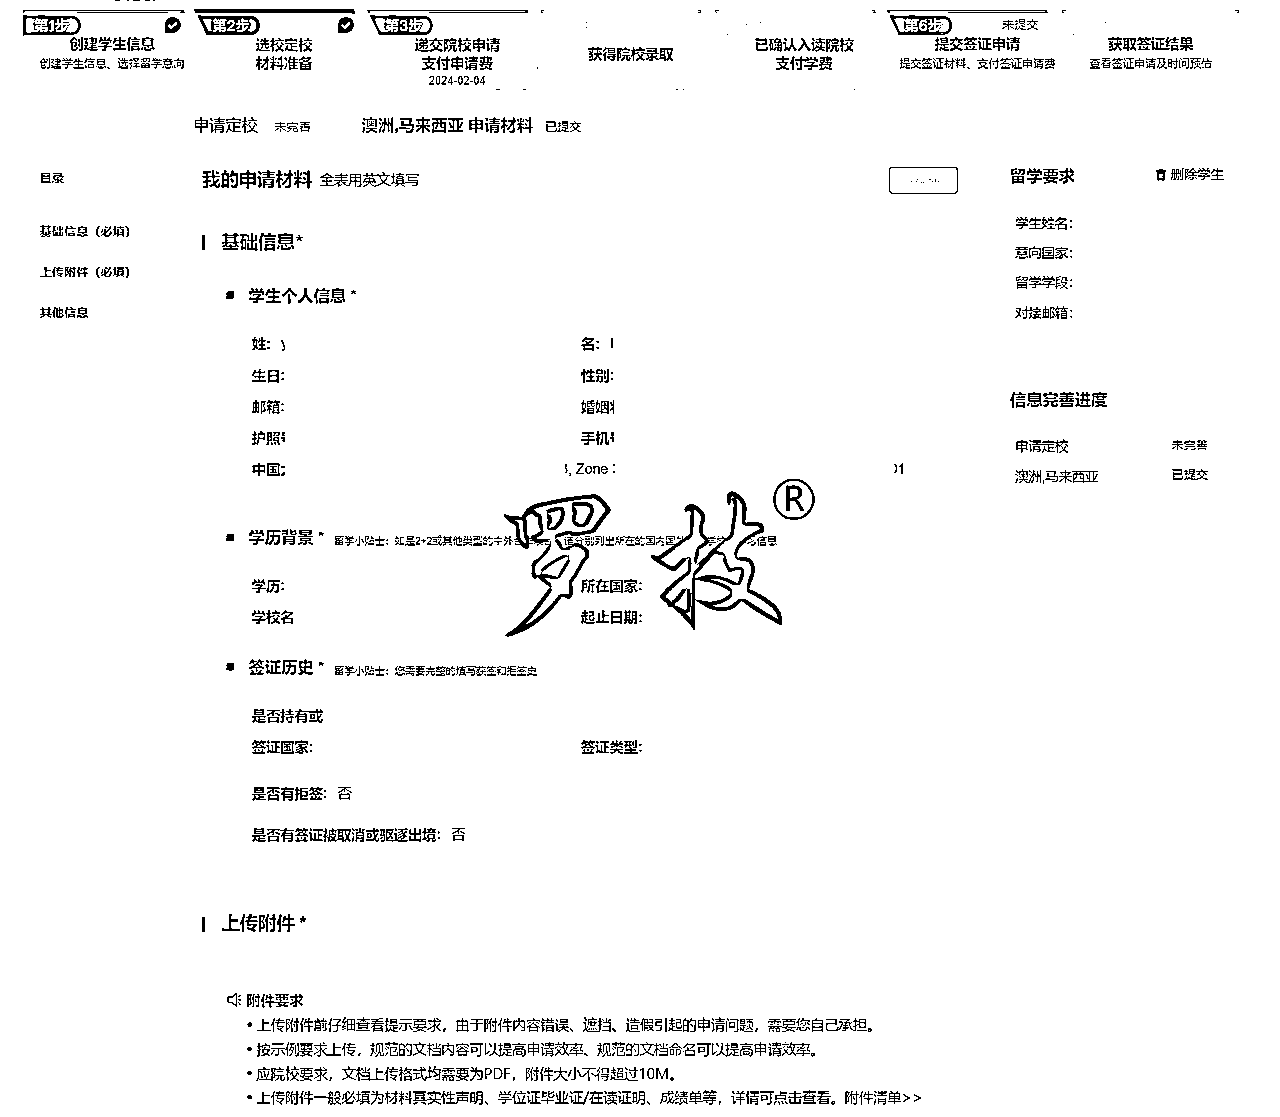 第1步
创建学生信息
创建学生信息、选择留学意向
第2步
选校定校
材料准备
第3步
递交院校申请
支付申请费
2024-02-04
获得院校录取
已确认入读院校
支付学费
第6步 未提交
提交签证申请
提交签证材料、支付签证申请费
获取签证结果
查看签证申请及时间预估
申请定校 未完善 澳洲,马来西亚 申请材料 已提交
目录
基础信息（必填）
上传附件（必填）
其他信息
我的申请材料 全表用英文填写
基础信息*
学生个人信息 *
姓: 名:
生日: 性别:
邮箱: 婚姻
护照 手机
中国 , Zone 01
学历背景 * 留学小贴士：如是2+2或其他类型的中外 分别列出所在的国内 信息
学历: 所在国家:
学校名 起止日期:
签证历史 * 留学小贴士：您需要完整的填写获签和拒签史
是否持有或
签证国家: 签证类型:
是否有拒签: 否
是否有签证被取消或驱逐出境: 否
上传附件 *
附件要求
• 上传附件前仔细查看提示要求，由于附件内容错误、遮挡、造假引起的申请问题，需要您自己承担。
• 按示例要求上传，规范的文档内容可以提高申请效率、规范的文档命名可以提高申请效率。
• 应院校要求，文档上传格式均需要为PDF，附件大小不得超过10M。
• 上传附件一般必填为材料真实性声明、学位证毕业证/在读证明、成绩单等，详情可点击查看。附件清单>>
留学要求 删除学生
学生姓名:
意向国家:
留学学段:
对接邮箱:
信息完善进度
申请定校 未完善
澳洲,马来西亚 已提交
罗技®